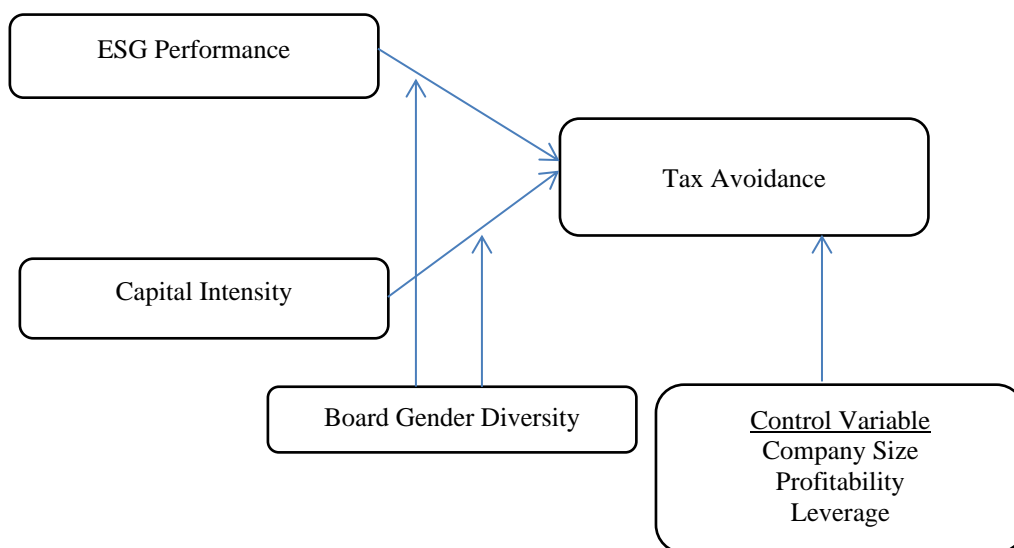 ESG Performance
Tax Avoidance
Capital Intensity
Board Gender Diversity
Control Variable
Company Size
Profitability
Leverage